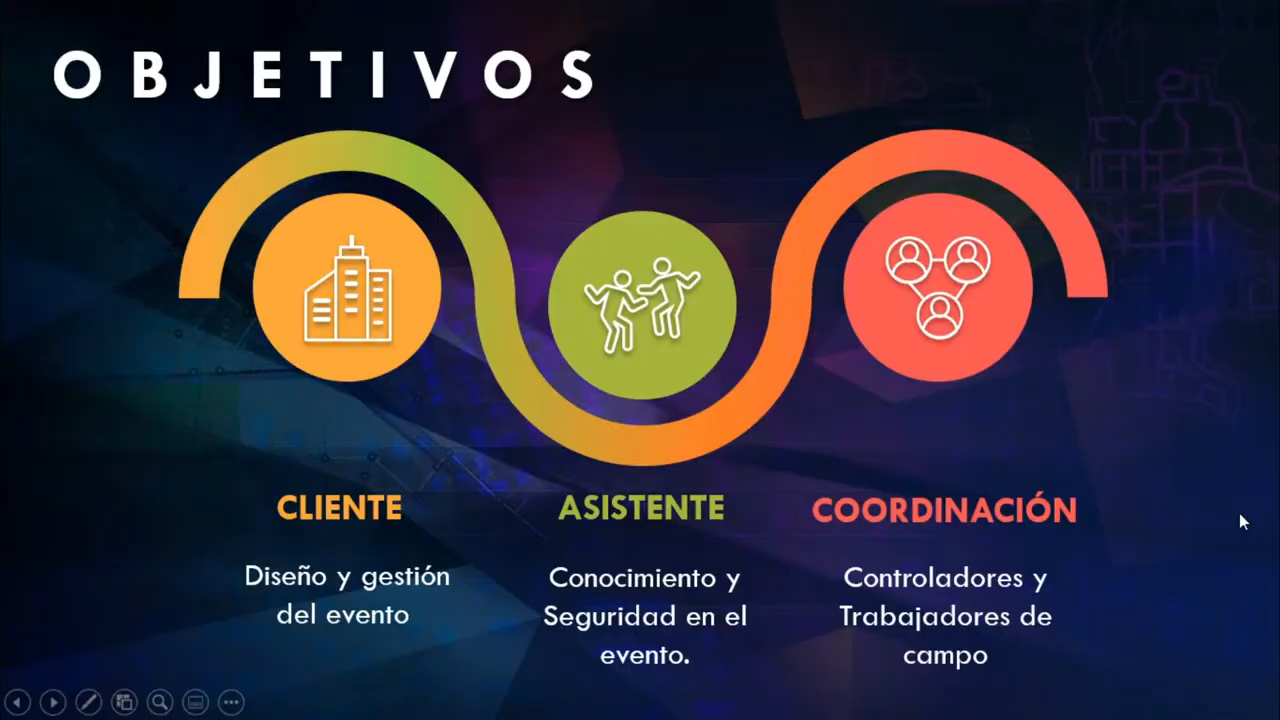 OBJETIVOS
CLIENTE
Diseño y gestión
del evento
ASISTENTE
Conocimiento y
Seguridad en el
evento.
COORDINACIÓN
Controladores y
Trabajadores de
campo